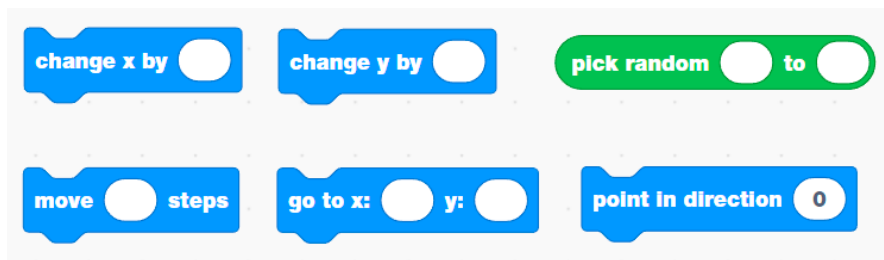 change x by
change y by
pick random to
move steps
go to x: y:
point in direction 0